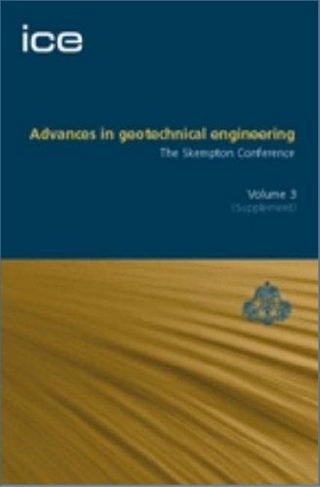 ice
Advances in geotechnical engineering
The Skempton Conference
Volume 3
(Supplement)